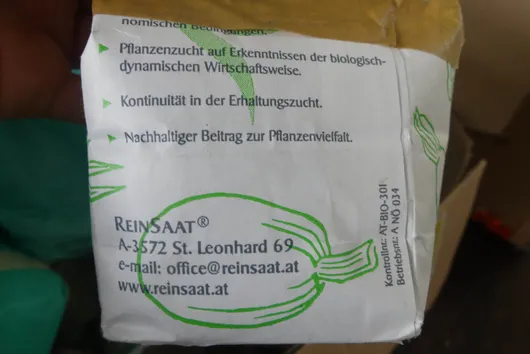 nomischen Bedingungen.
Pflanzenzucht auf Erkenntnissen der biologisch-
dynamischen Wirtschaftsweise.
Kontinuität in der Erhaltungszucht.
Nachhaltiger Beitrag zur Pflanzenvielfalt.
REINSAAT®
A-3572 St. Leonhard 69
e-mail: office@reinsaat.at
www.reinsaat.at
Kontrollnr.: AT-BIO-301
Betriebsnr.: A NÖ 034